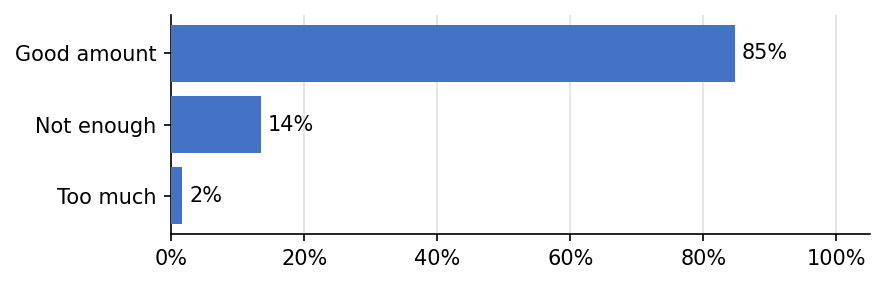 Good amount 85%
Not enough 14%
Too much 2%
0% 20% 40% 60% 80% 100%